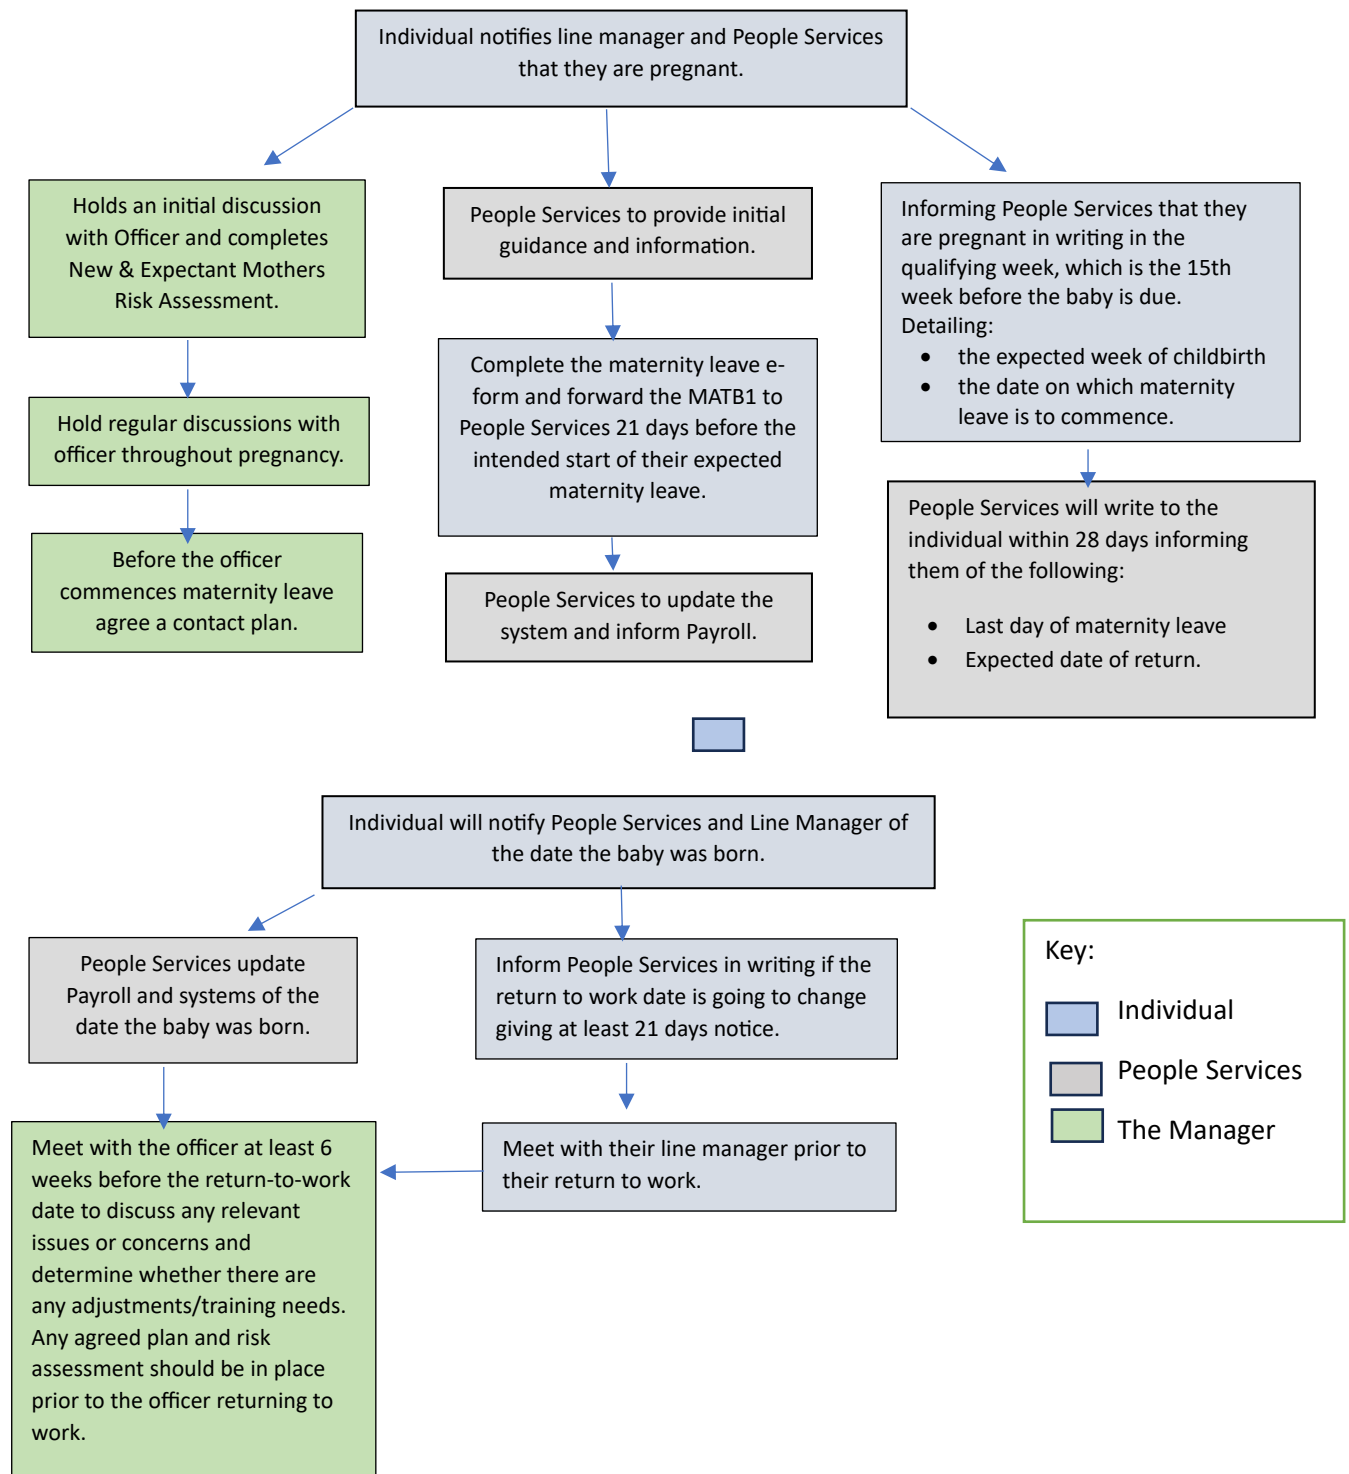 Individual notifies line manager and People Services
that they are pregnant.
Holds an initial discussion
with Officer and completes
New & Expectant Mothers
Risk Assessment.
People Services to provide initial
guidance and information.
Informing People Services that they
are pregnant in writing in the
qualifying week, which is the 15th
week before the baby is due.
Detailing:
• the expected week of childbirth
• the date on which maternity
leave is to commence.
Hold regular discussions with
officer throughout pregnancy.
Complete the maternity leave e-
form and forward the MATB1 to
People Services 21 days before the
intended start of their expected
maternity leave.
People Services will write to the
individual within 28 days informing
them of the following:
• Last day of maternity leave
• Expected date of return.
Before the officer
commences maternity leave
agree a contact plan.
People Services to update the
system and inform Payroll.
Individual will notify People Services and Line Manager of
the date the baby was born.
People Services update
Payroll and systems of the
date the baby was born.
Inform People Services in writing if the
return to work date is going to change
giving at least 21 days notice.
Meet with the officer at least 6
weeks before the return-to-work
date to discuss any relevant
issues or concerns and
determine whether there are
any adjustments/training needs.
Any agreed plan and risk
assessment should be in place
prior to the officer returning to
work.
Meet with their line manager prior to
their return to work.
Key:
Individual
People Services
The Manager